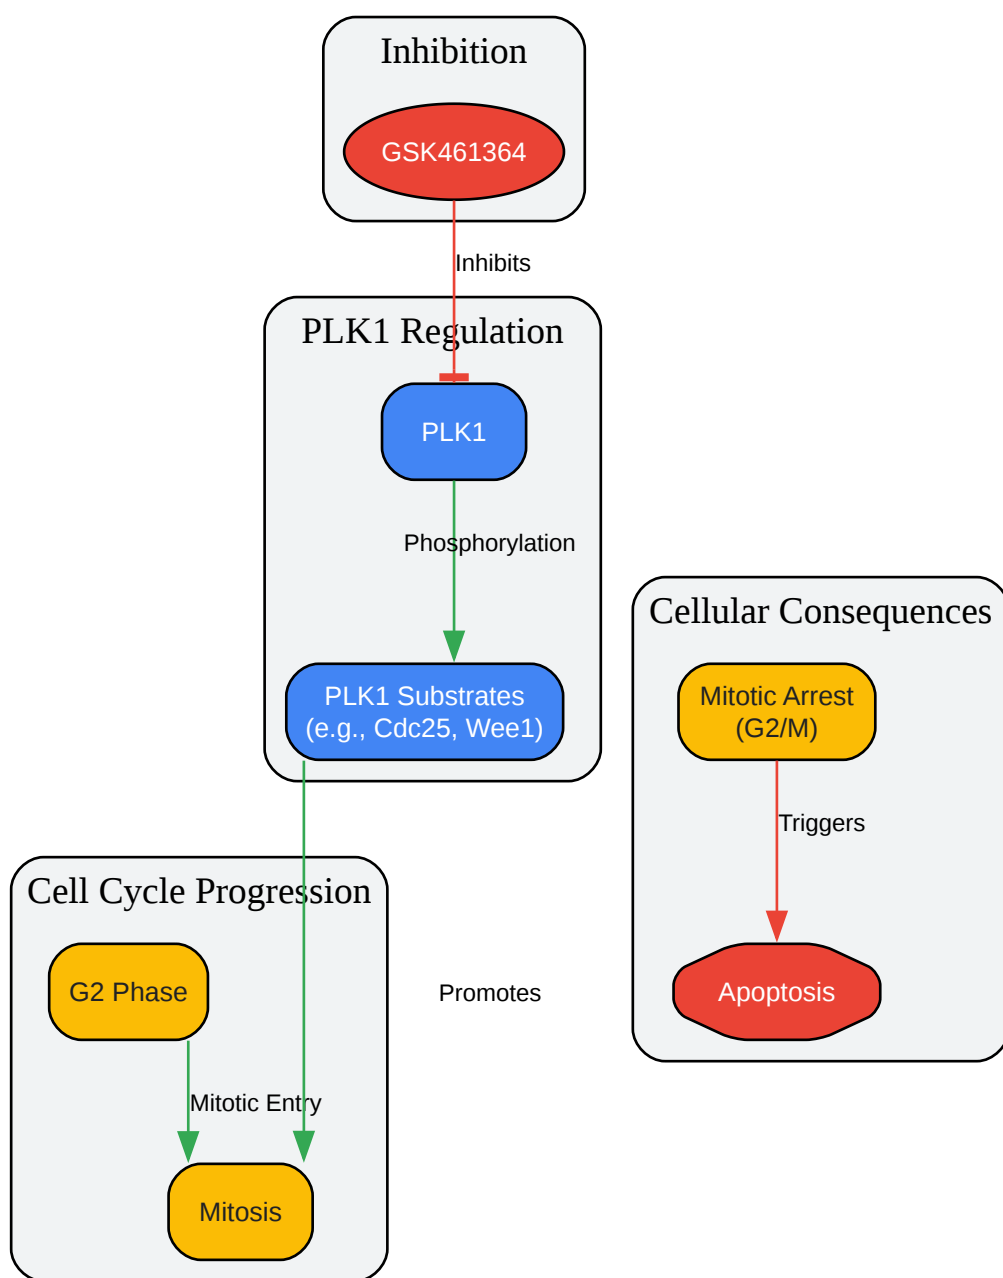 Inhibition
GSK461364
Inhibits
PLK1 Regulation
PLK1
Phosphorylation
PLK1 Substrates
(e.g., Cdc25, Wee1)
Cellular Consequences
Mitotic Arrest
(G2/M)
Triggers
Apoptosis
Cell Cycle Progression
G2 Phase
Promotes
Mitotic Entry
Mitosis